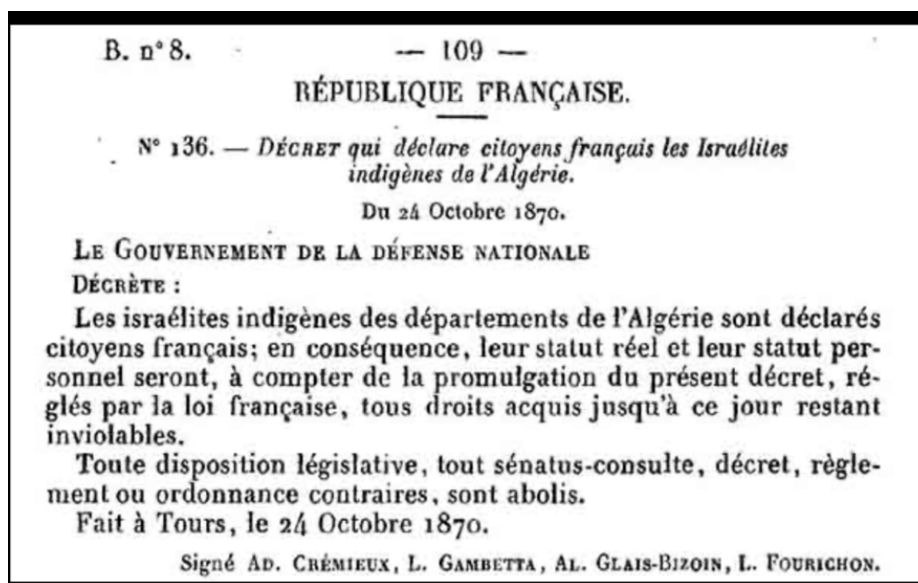 B. n° 8.
— 109 —
RÉPUBLIQUE FRANÇAISE.
N° 136. — DÉCRET qui déclare citoyens français les Israélites
indigènes de l'Algérie.
Du 24 Octobre 1870.
LE GOUVERNEMENT DE LA DÉFENSE NATIONALE
DÉCRÈTE :
Les israélites indigènes des départements de l'Algérie sont déclarés
citoyens français; en conséquence, leur statut réel et leur statut per-
sonnel seront, à compter de la promulgation du présent décret, ré-
glés par la loi française, tous droits acquis jusqu'à ce jour restant
inviolables.
Toute disposition législative, tout sénatus-consulte, décret, règle-
ment ou ordonnance contraires, sont abolis.
Fait à Tours, le 24 Octobre 1870.
Signé AD. CRÉMIEUX, L. GAMBETTA, AL. GLAIS-BIZOIN, L. FOURICHON.